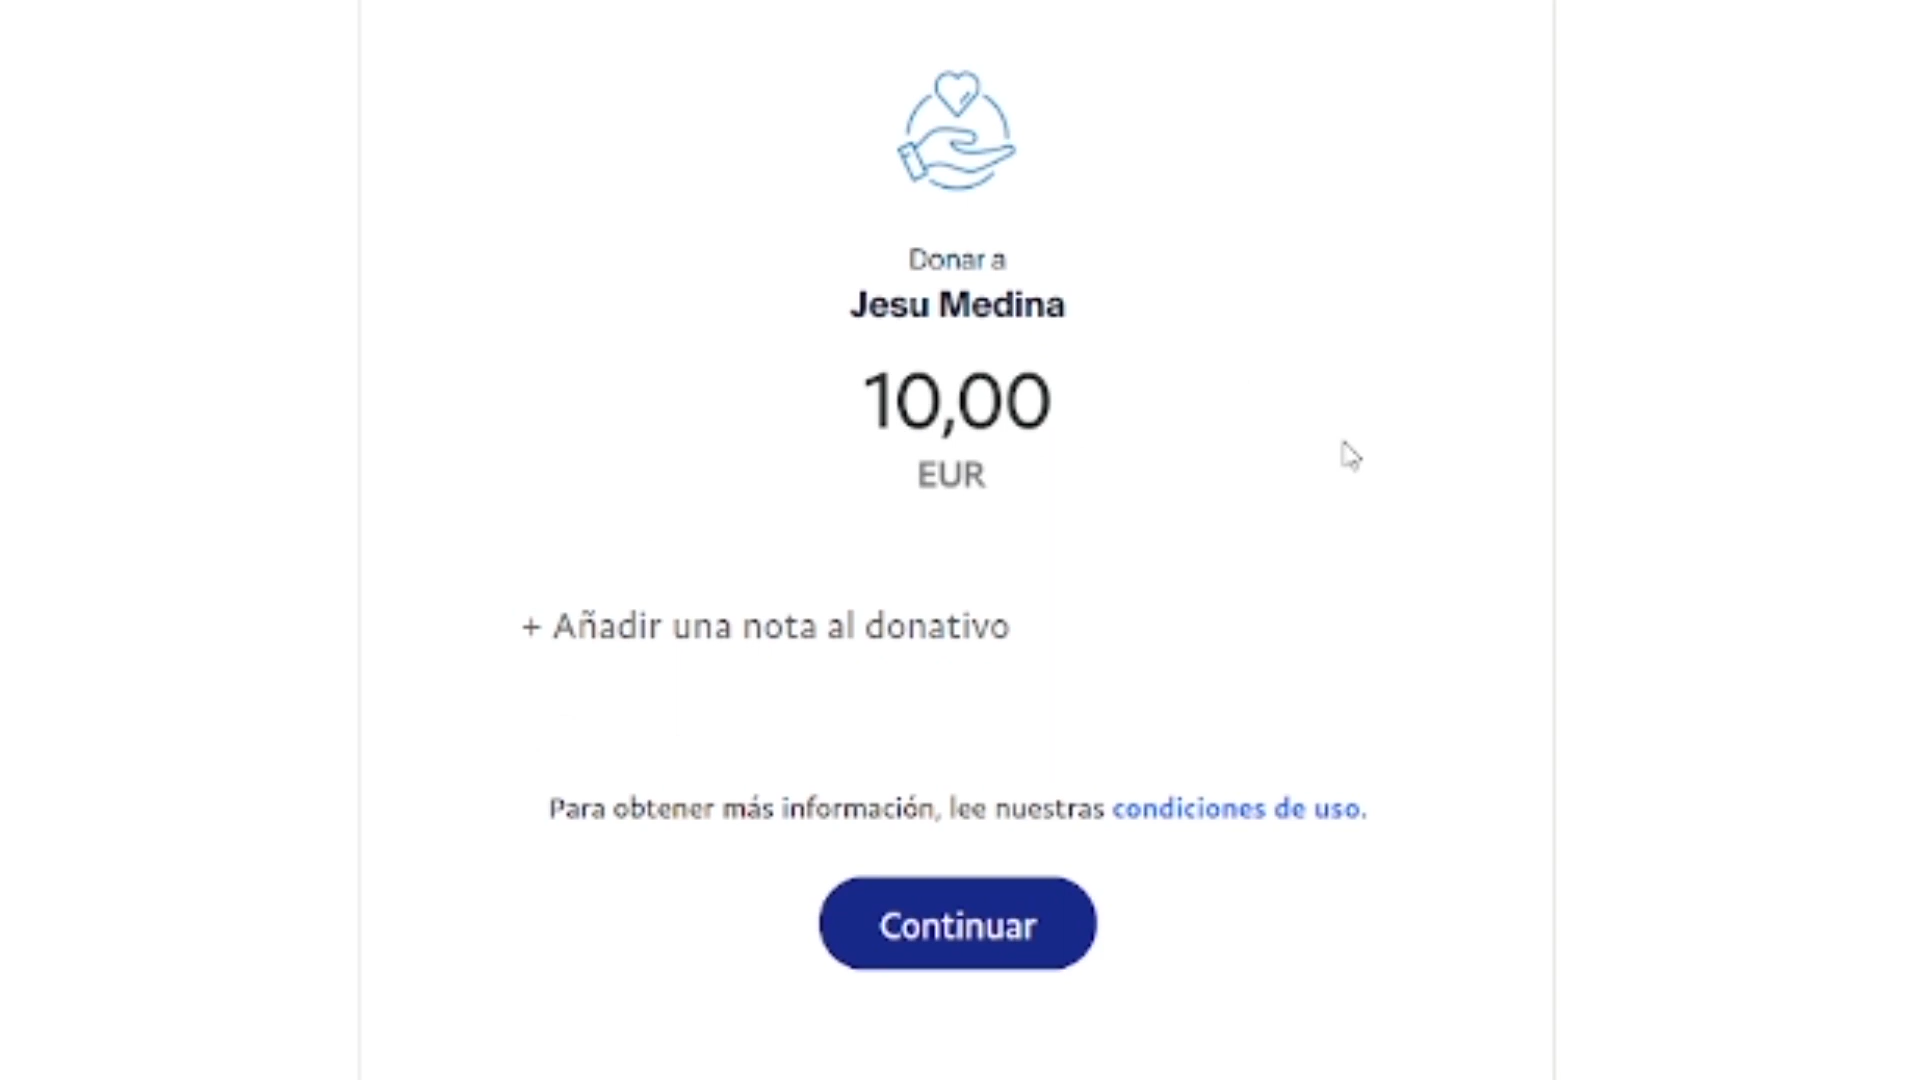 Donar a
Jesu Medina
10,00
EUR
+ Añadir una nota al donativo
Para obtener más información, lee nuestras condiciones de uso.
Continuar